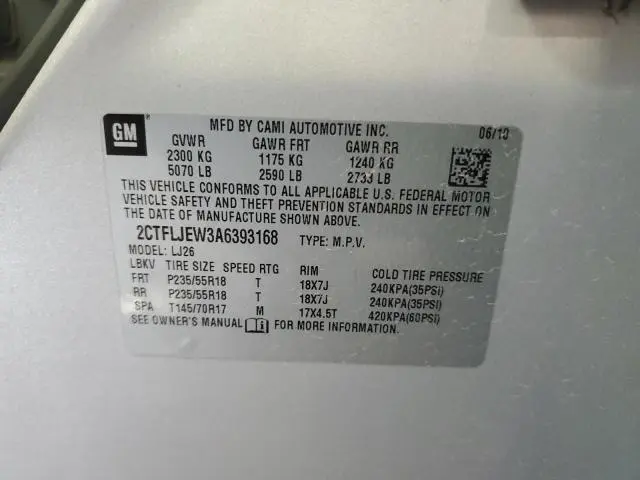 GM
MFD BY CAMI AUTOMOTIVE INC. 06/10
GVWR GAWR FRT GAWR RR
2300 KG 1175 KG 1240 KG
5070 LB 2590 LB 2733 LB
THIS VEHICLE CONFORMS TO ALL APPLICABLE U.S. FEDERAL MOTOR
VEHICLE SAFETY AND THEFT PREVENTION STANDARDS IN EFFECT ON
THE DATE OF MANUFACTURE SHOWN ABOVE.
2CTFLJEW3A6393168 TYPE: M.P.V.
MODEL: LJ26
LBKV TIRE SIZE SPEED RTG RIM COLD TIRE PRESSURE
FRT P235/55R18 T 18X7J 240KPA(35PSI)
RR P235/55R18 T 18X7J 240KPA(35PSI)
SPA T145/70R17 M 17X4.5T 420KPA(60PSI)
SEE OWNER'S MANUAL FOR MORE INFORMATION.